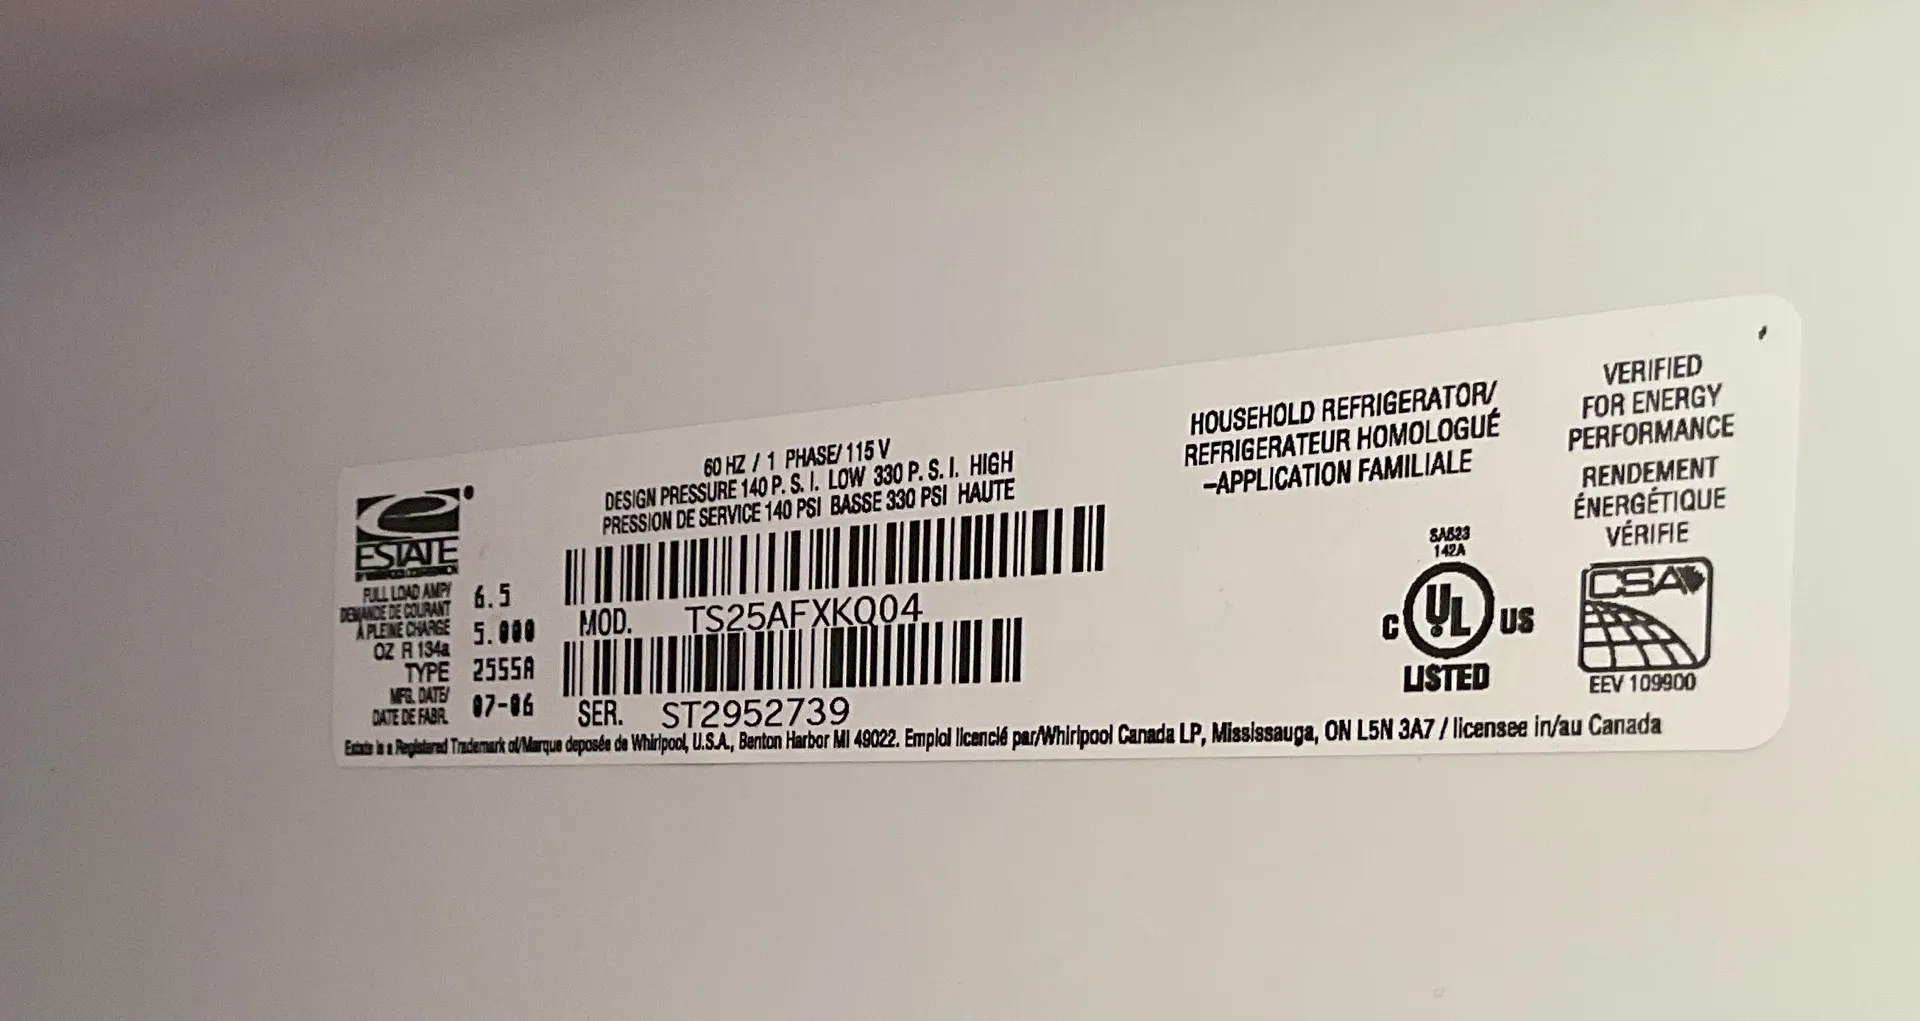 60 HZ / 1 PHASE/ 115 V
DESIGN PRESSURE 140 P. S. I. LOW 330 P. S. I. HIGH
PRESSION DE SERVICE 140 PSI BASSE 330 PSI HAUTE
ESTATE
FULL LOAD AMP/
DEMANDE DE COURANT
A PLEINE CHARGE
6.5
OZ R 134a 5.000
TYPE 2555A
MFG. DATE/
DATE DE FABR.
07-06
MOD. TS25AFXKQ04
SER. ST2952739
HOUSEHOLD REFRIGERATOR/
REFRIGERATEUR HOMOLOGUÉ
-APPLICATION FAMILIALE
SA523
142A
C UL US
LISTED
VERIFIED
FOR ENERGY
PERFORMANCE
RENDEMENT
ÉNERGÉTIQUE
VÉRIFIE
CSA
EEV 109900
Estate is a Registered Trademark of/Marque deposée de Whirlpool, U.S.A., Benton Harbor MI 49022. Emploi licencié par/Whirlpool Canada LP, Mississauga, ON L5N 3A7 / licensee in/au Canada